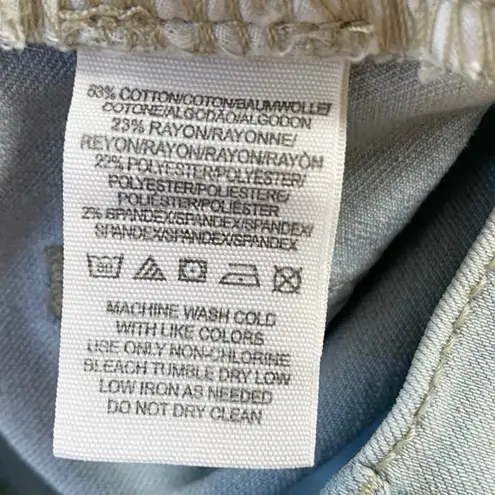 53% COTTON/COTON/BAUMWOLLE/
COTONE/ALGODÃO/ALGODON
23% RAYON/RAYONNE/
REYON/RAYON/RAYON/RAYÓM
22% POLYESTER/POLYESTER/
POLYESTER/POLIESTERE/
POLIÉSTER/POLIÉSTER
2% SPANDEX/SPANDEX/SPANDEX/
SPANDEX/SPANDEX/SPANDEX
MACHINE WASH COLD
WITH LIKE COLORS
USE ONLY NON-CHLORINE
BLEACH TUMBLE DRY LOW
LOW IRON AS NEEDED
DO NOT DRY CLEAN